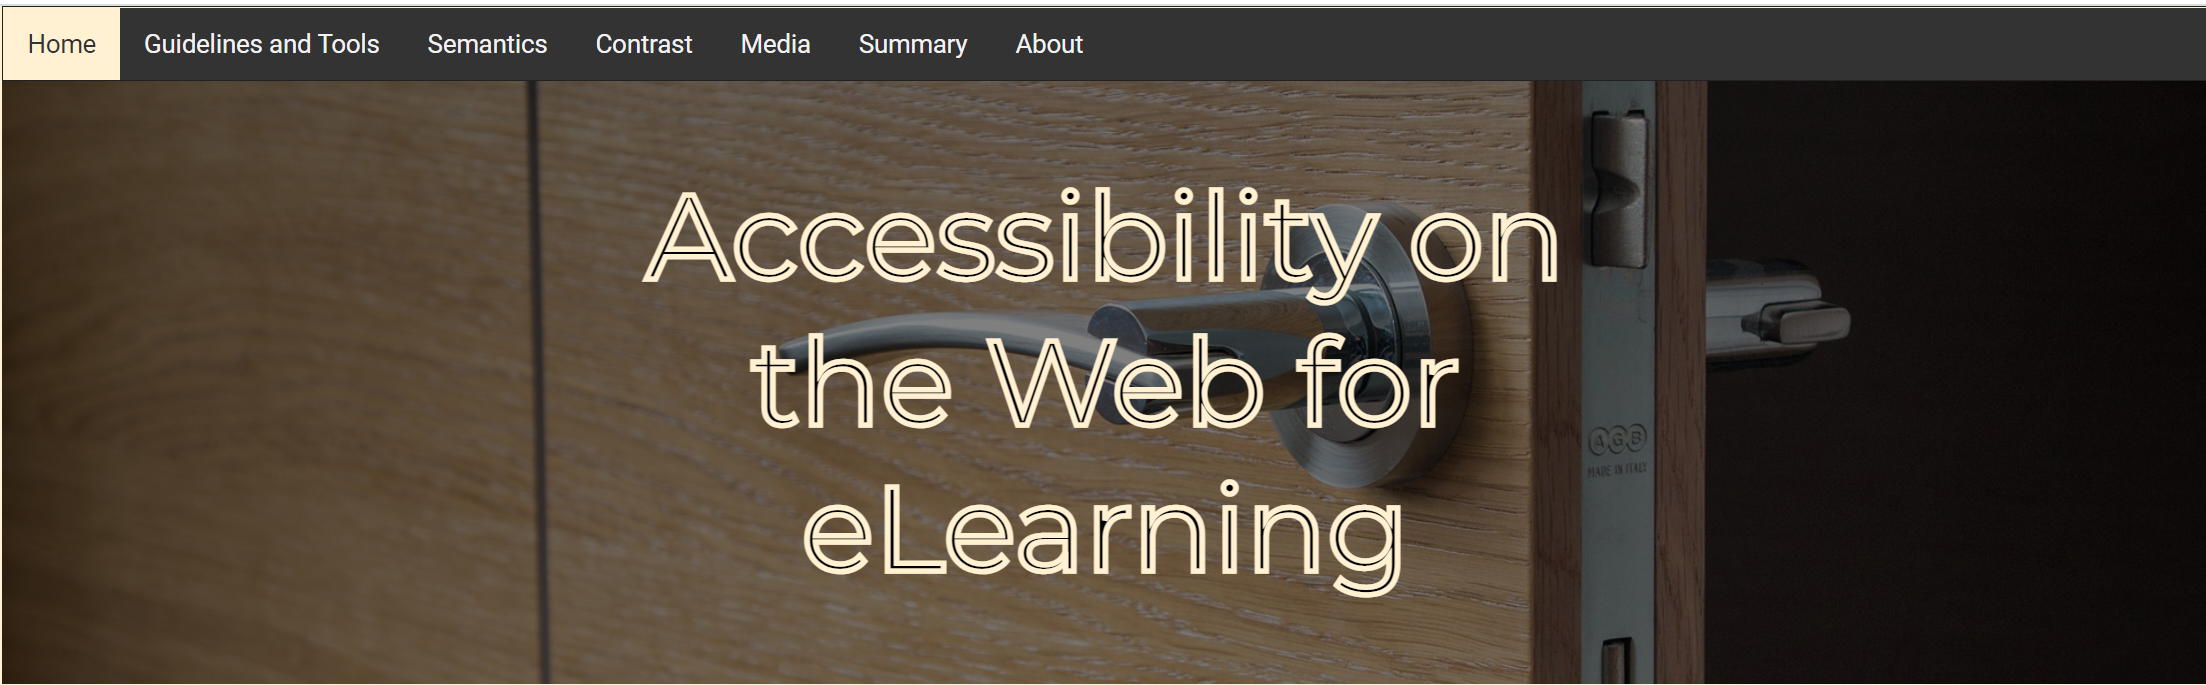 Home Guidelines and Tools Semantics Contrast Media Summary About
Accessibility on
the Web for
eLearning
AGB
MADE IN ITALY